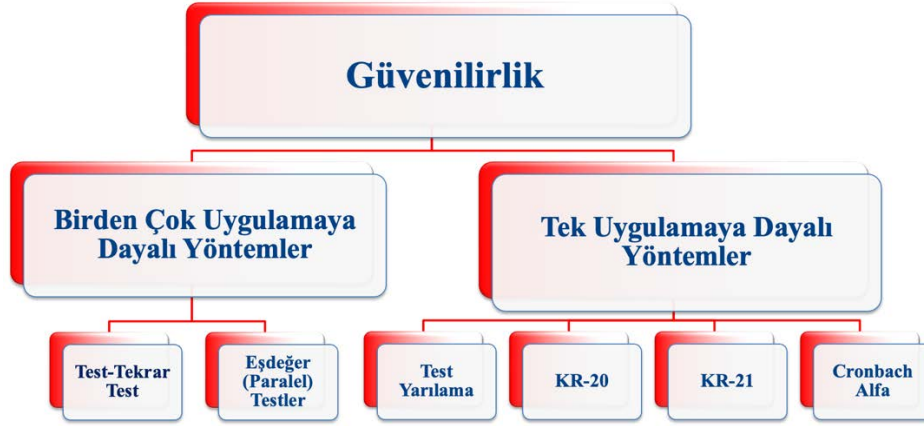 Güvenilirlik
Birden Çok Uygulamaya
Dayalı Yöntemler
Tek Uygulamaya Dayalı
Yöntemler
Test-Tekrar
Test
Eşdeğer
(Paralel)
Testler
Test
Yarılama
KR-20
KR-21
Cronbach
Alfa